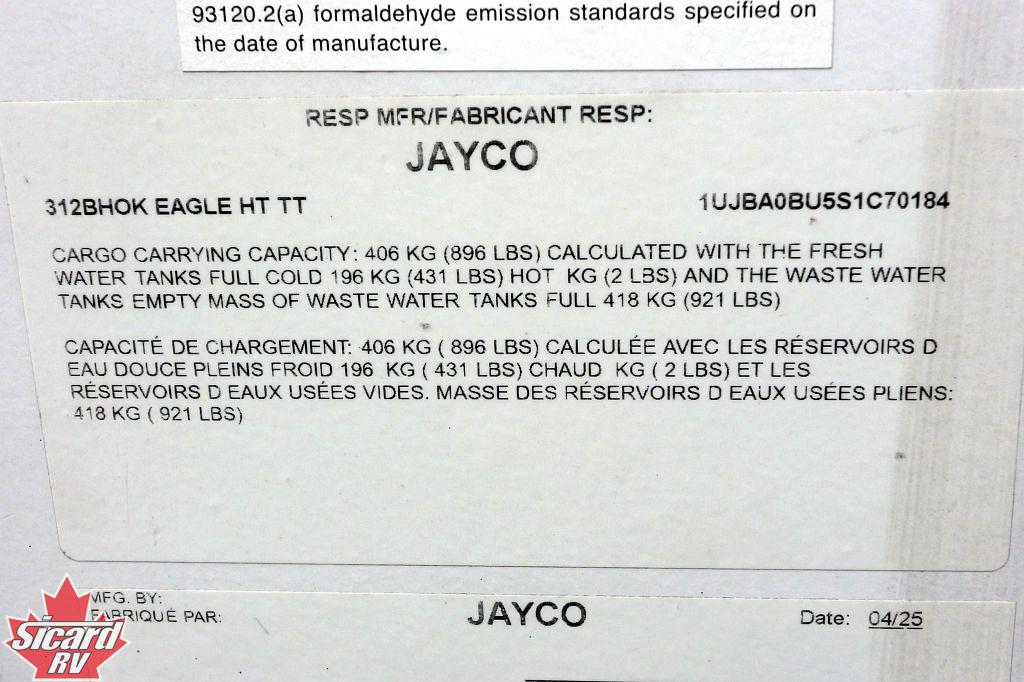 93120.2(a) formaldehyde emission standards specified on
the date of manufacture.
RESP MFR/FABRICANT RESP:
JAYCO
312BHOK EAGLE HT TT 1UJBA0BU5S1C70184
CARGO CARRYING CAPACITY: 406 KG (896 LBS) CALCULATED WITH THE FRESH
WATER TANKS FULL COLD 196 KG (431 LBS) HOT  KG (2 LBS) AND THE WASTE WATER
TANKS EMPTY MASS OF WASTE WATER TANKS FULL 418 KG (921 LBS)
CAPACITÉ DE CHARGEMENT: 406 KG ( 896 LBS) CALCULÉE AVEC LES RÉSERVOIRS D
EAU DOUCE PLEINS FROID 196  KG ( 431 LBS) CHAUD  KG ( 2 LBS) ET LES
RÉSERVOIRS D EAUX USÉES VIDES. MASSE DES RÉSERVOIRS D EAUX USÉES PLIENS:
418 KG ( 921 LBS)
MFG. BY:
FABRIQUÉ PAR: JAYCO Date: 04/25
Sicard
RV